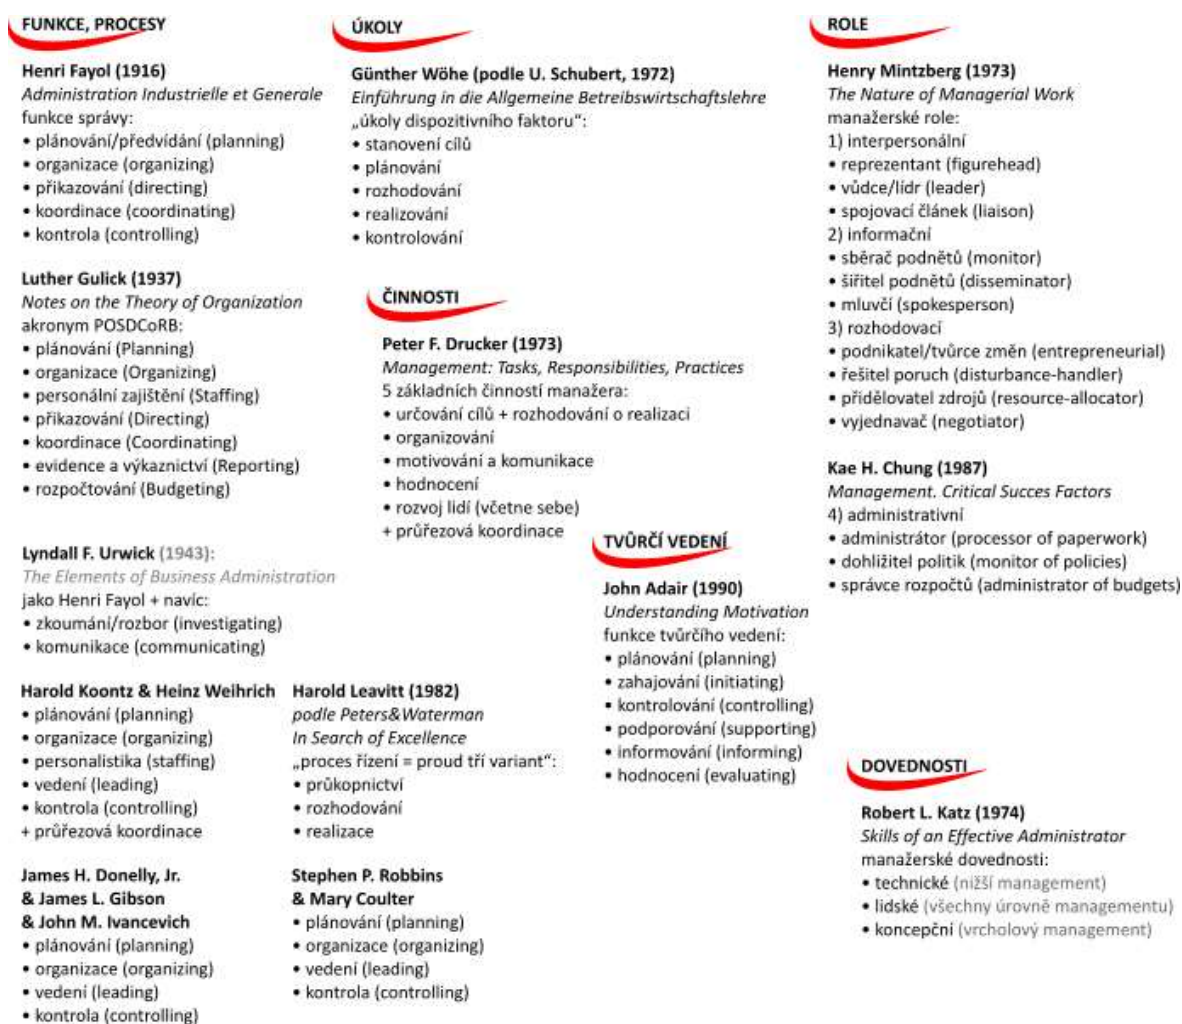 FUNKCE, PROCESY
Henri Fayol (1916)
Administration Industrielle et Generale
funkce správy:
• plánování/předvídání (planning)
• organizace (organizing)
• přikazování (directing)
• koordinace (coordinating)
• kontrola (controlling)
Luther Gulick (1937)
Notes on the Theory of Organization
akronym POSDCoRB:
• plánování (Planning)
• organizace (Organizing)
• personální zajištění (Staffing)
• přikazování (Directing)
• koordinace (Coordinating)
• evidence a výkaznictví (Reporting)
• rozpočtování (Budgeting)
Lyndall F. Urwick (1943):
The Elements of Business Administration
jako Henri Fayol + navíc:
• zkoumání/rozbor (investigating)
• komunikace (communicating)
Harold Koontz & Heinz Weihrich
• plánování (planning)
• organizace (organizing)
• personalistika (staffing)
• vedení (leading)
• kontrola (controlling)
+ průřezová koordinace
James H. Donelly, Jr.
& James L. Gibson
& John M. Ivancevich
• plánování (planning)
• organizace (organizing)
• vedení (leading)
• kontrola (controlling)
Harold Leavitt (1982)
podle Peters&Waterman
In Search of Excellence
„proces řízení = proud tří variant“:
• průkopnictví
• rozhodování
• realizace
Stephen P. Robbins
& Mary Coulter
• plánování (planning)
• organizace (organizing)
• vedení (leading)
• kontrola (controlling)
ÚKOLY
Günther Wöhe (podle U. Schubert, 1972)
Einführung in die Allgemeine Betreibswirtschaftslehre
„úkoly dispozitivního faktoru“:
• stanovení cílů
• plánování
• rozhodování
• realizování
• kontrolování
ČINNOSTI
Peter F. Drucker (1973)
Management: Tasks, Responsibilities, Practices
5 základních činností manažera:
• určování cílů + rozhodování o realizaci
• organizování
• motivování a komunikace
• hodnocení
• rozvoj lidí (včetne sebe)
+ průřezová koordinace
TVŮRČÍ VEDENÍ
John Adair (1990)
Understanding Motivation
funkce tvůrčího vedení:
• plánování (planning)
• zahajování (initiating)
• kontrolování (controlling)
• podporování (supporting)
• informování (informing)
• hodnocení (evaluating)
ROLE
Henry Mintzberg (1973)
The Nature of Managerial Work
manažerské role:
1) interpersonální
• reprezentant (figurehead)
• vůdce/lídr (leader)
• spojovací článek (liaison)
2) informační
• sběrač podnětů (monitor)
• šiřitel podnětů (disseminator)
• mluvčí (spokesperson)
3) rozhodovací
• podnikatel/tvůrce změn (entrepreneurial)
• řešitel poruch (disturbance-handler)
• přidělovatel zdrojů (resource-allocator)
• vyjednavač (negotiator)
Kae H. Chung (1987)
Management. Critical Succes Factors
4) administrativní
• administrátor (processor of paperwork)
• dohližitel politik (monitor of policies)
• správce rozpočtů (administrator of budgets)
DOVEDNOSTI
Robert L. Katz (1974)
Skills of an Effective Administrator
manažerské dovednosti:
• technické (nižší management)
• lidské (všechny úrovně managementu)
• koncepční (vrcholový management)